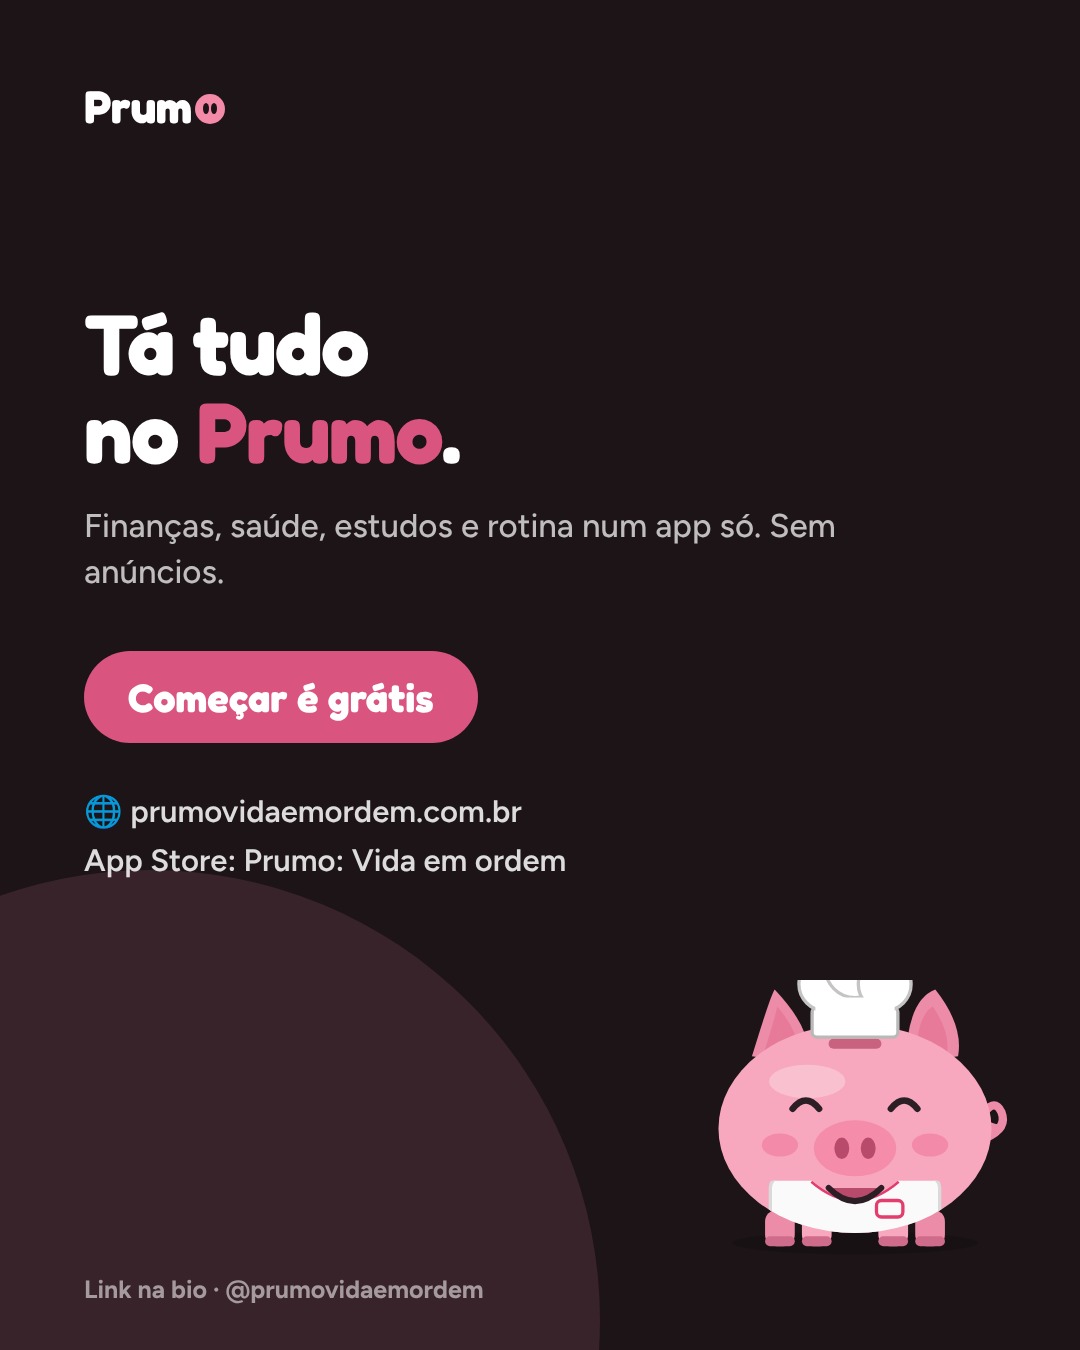 Prumo
Tá tudo
no Prumo.
Finanças, saúde, estudos e rotina num app só. Sem
anúncios.
Começar é grátis
🌐 prumovidaemordem.com.br
App Store: Prumo: Vida em ordem
Link na bio · @prumovidaemordem